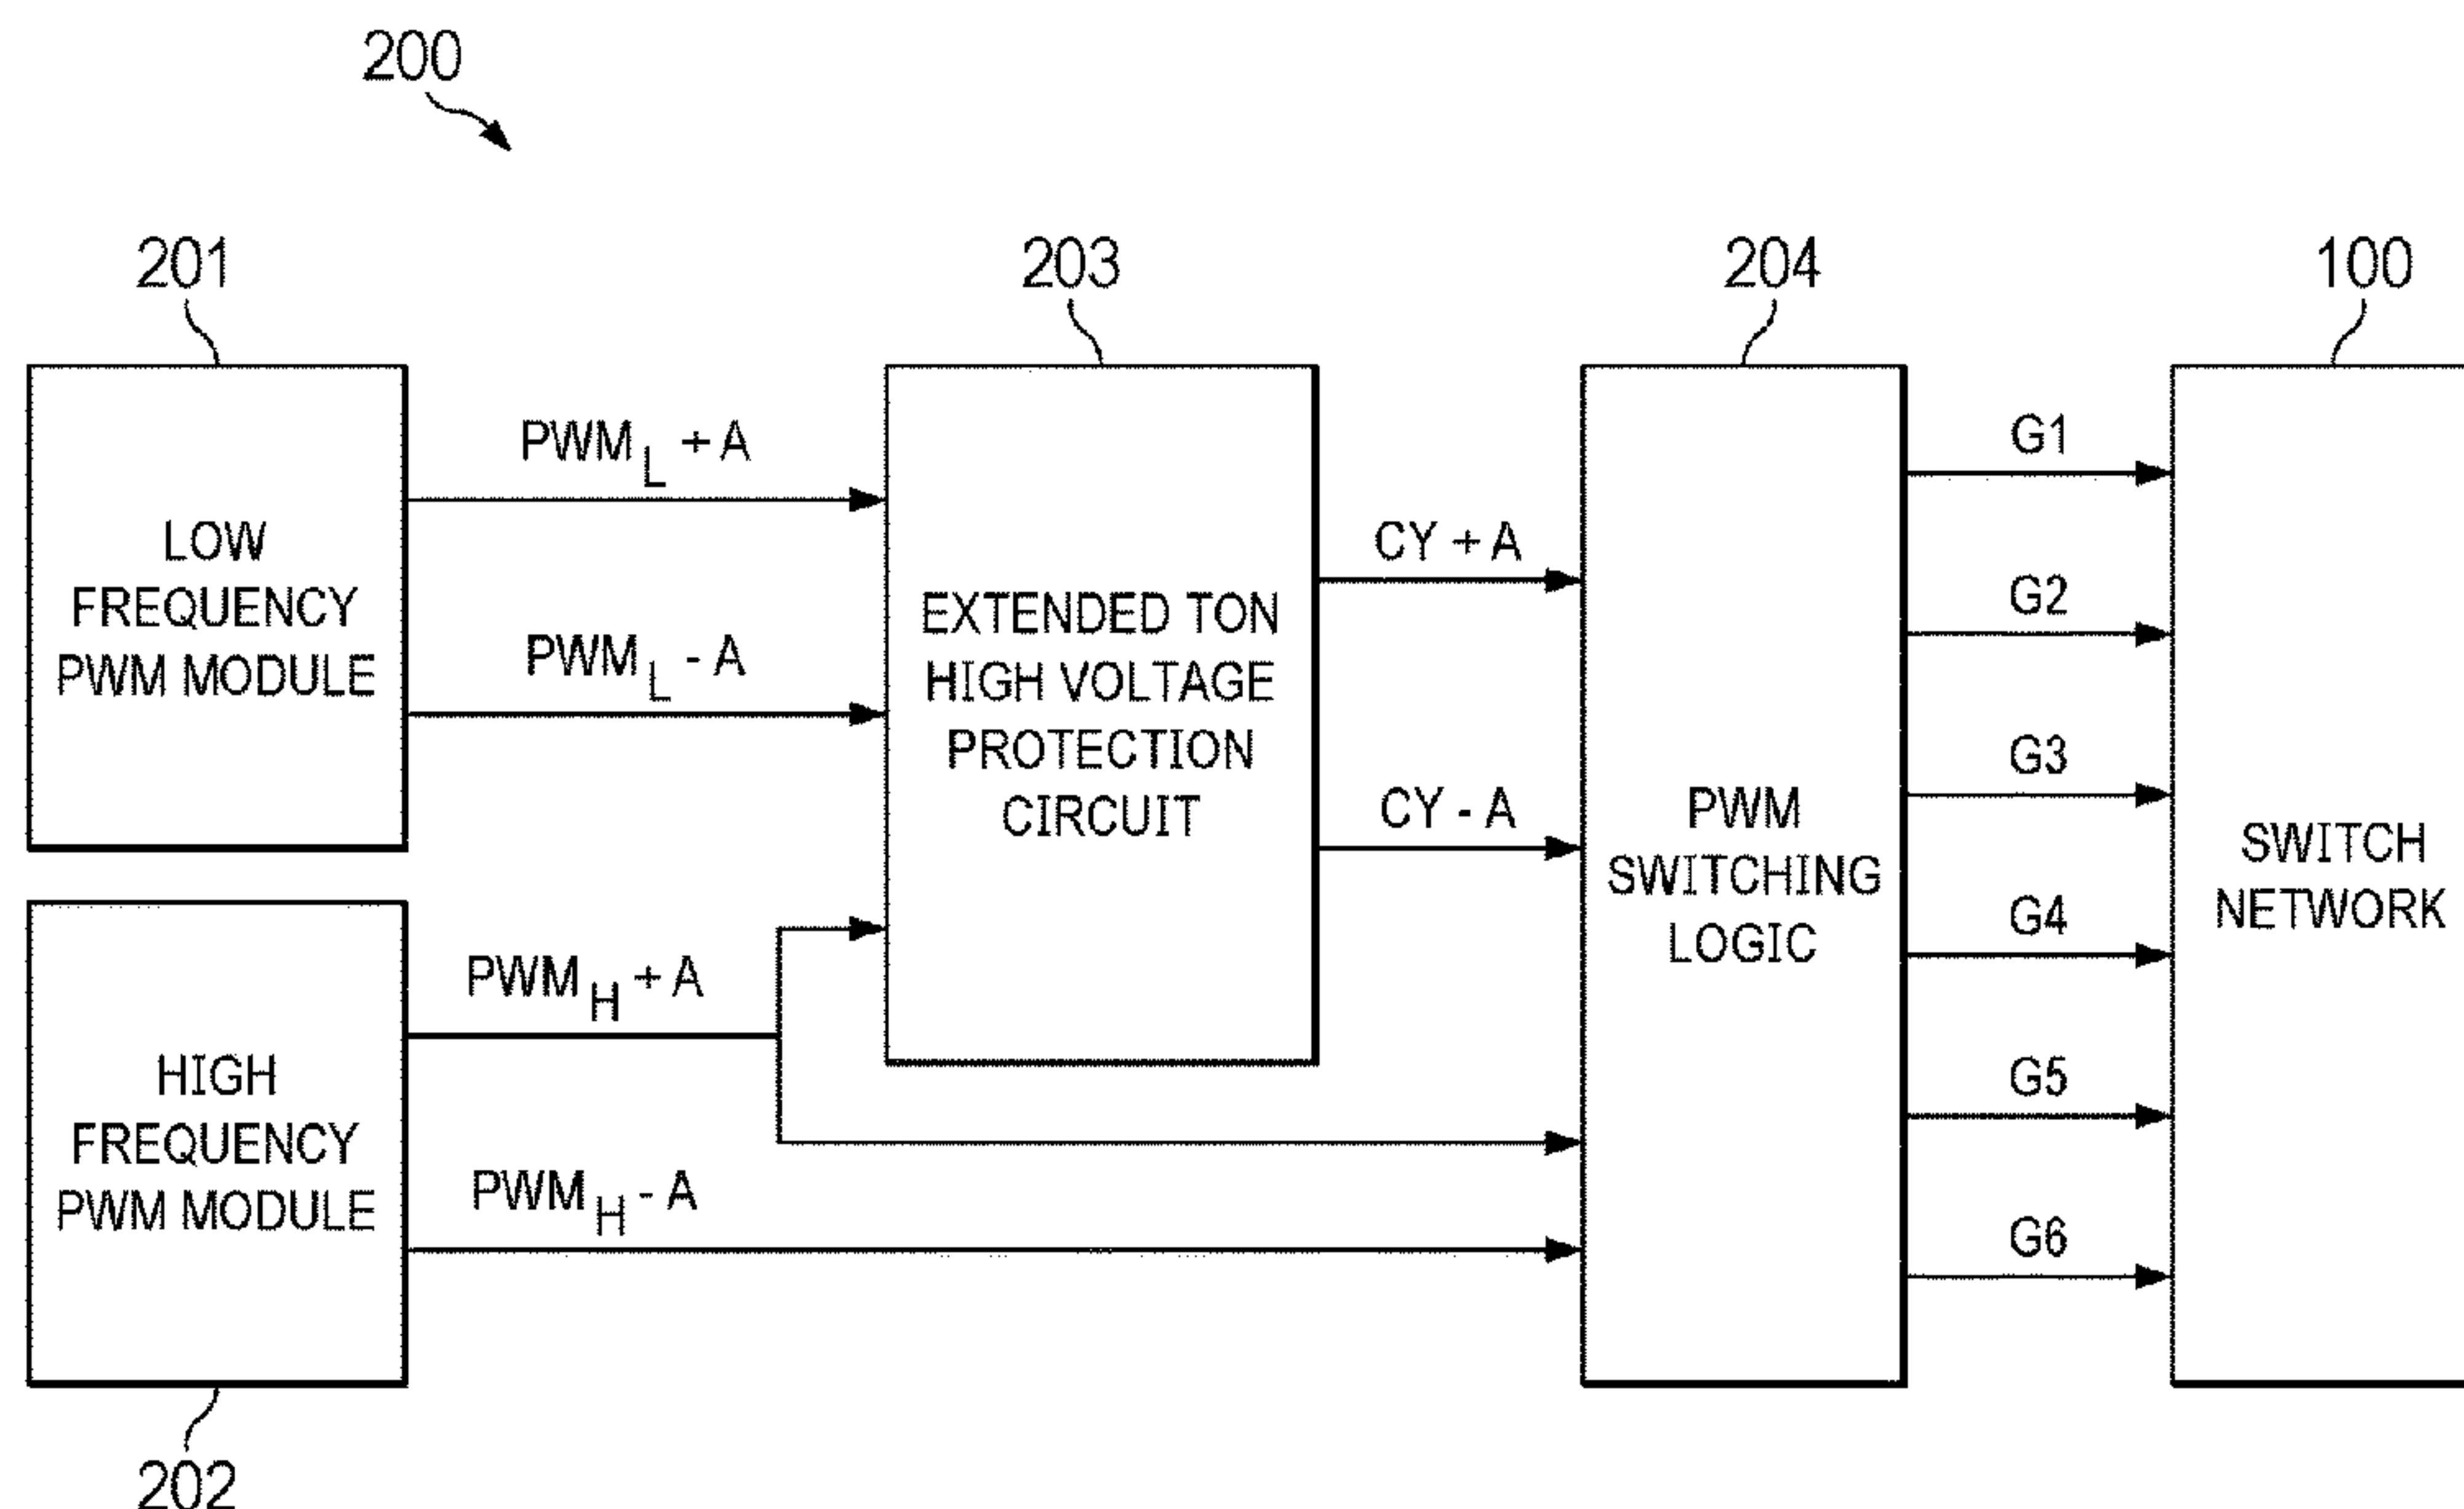 200
201
203
204
100
LOW
FREQUENCY
PWM MODULE
PWM L + A
PWM L - A
EXTENDED TON
HIGH VOLTAGE
PROTECTION
CIRCUIT
CY + A
CY - A
PWM
SWITCHING
LOGIC
G1
G2
G3
G4
G5
G6
SWITCH
NETWORK
HIGH
FREQUENCY
PWM MODULE
PWM H + A
PWM H - A
202